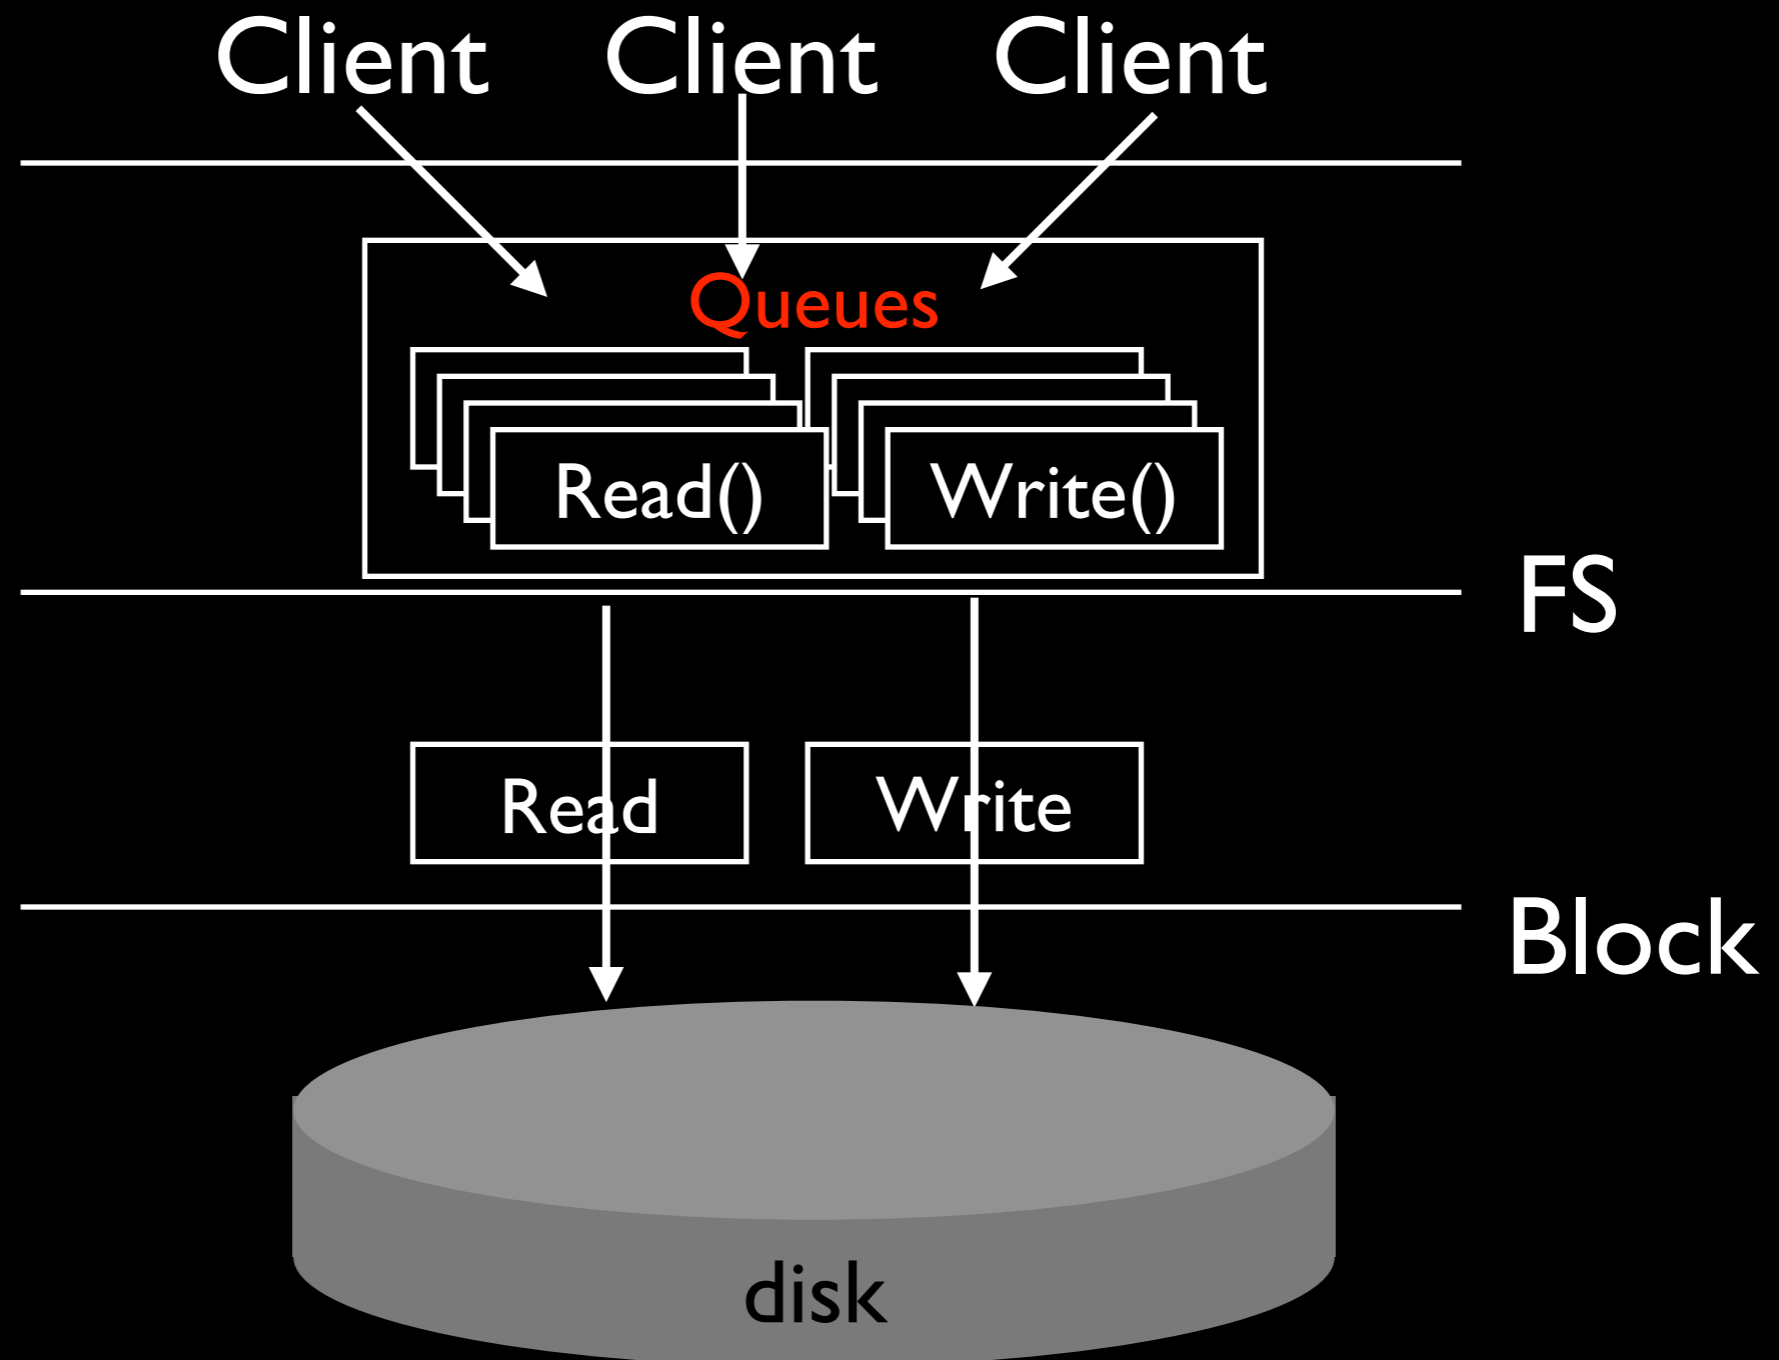 Client Client Client
Queues
Read() Write()
FS
Read Write
Block
disk